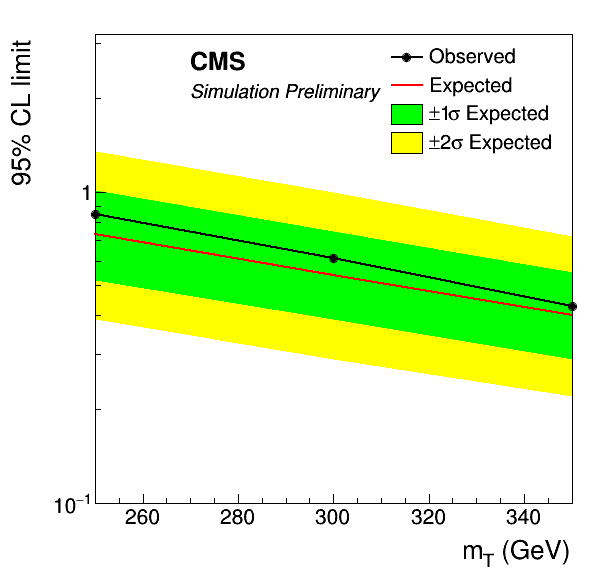 CMS
Simulation Preliminary
Observed
Expected
±1σ Expected
±2σ Expected
95% CL limit
1
10⁻¹
260 280 300 320 340
m_T (GeV)